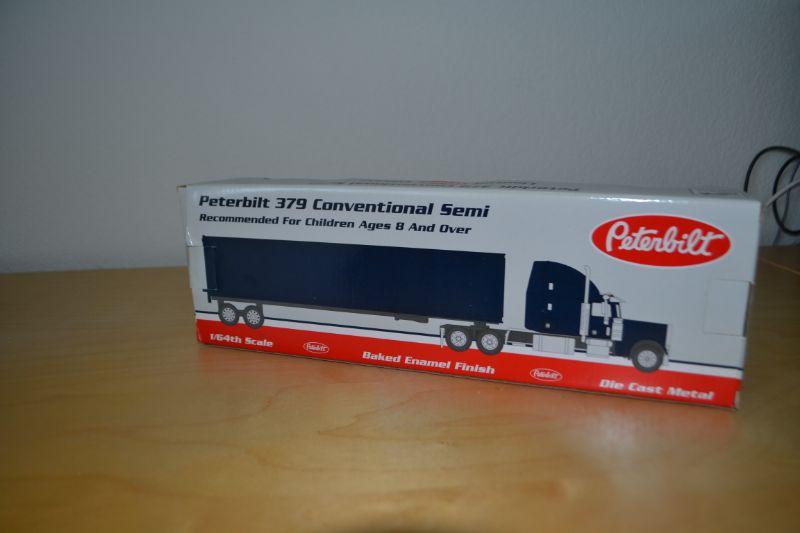 Peterbilt 379 Conventional Semi
Recommended For Children Ages 8 And Over
Peterbilt
1/64th Scale
Peterbilt
Baked Enamel Finish
Peterbilt
Die Cast Metal